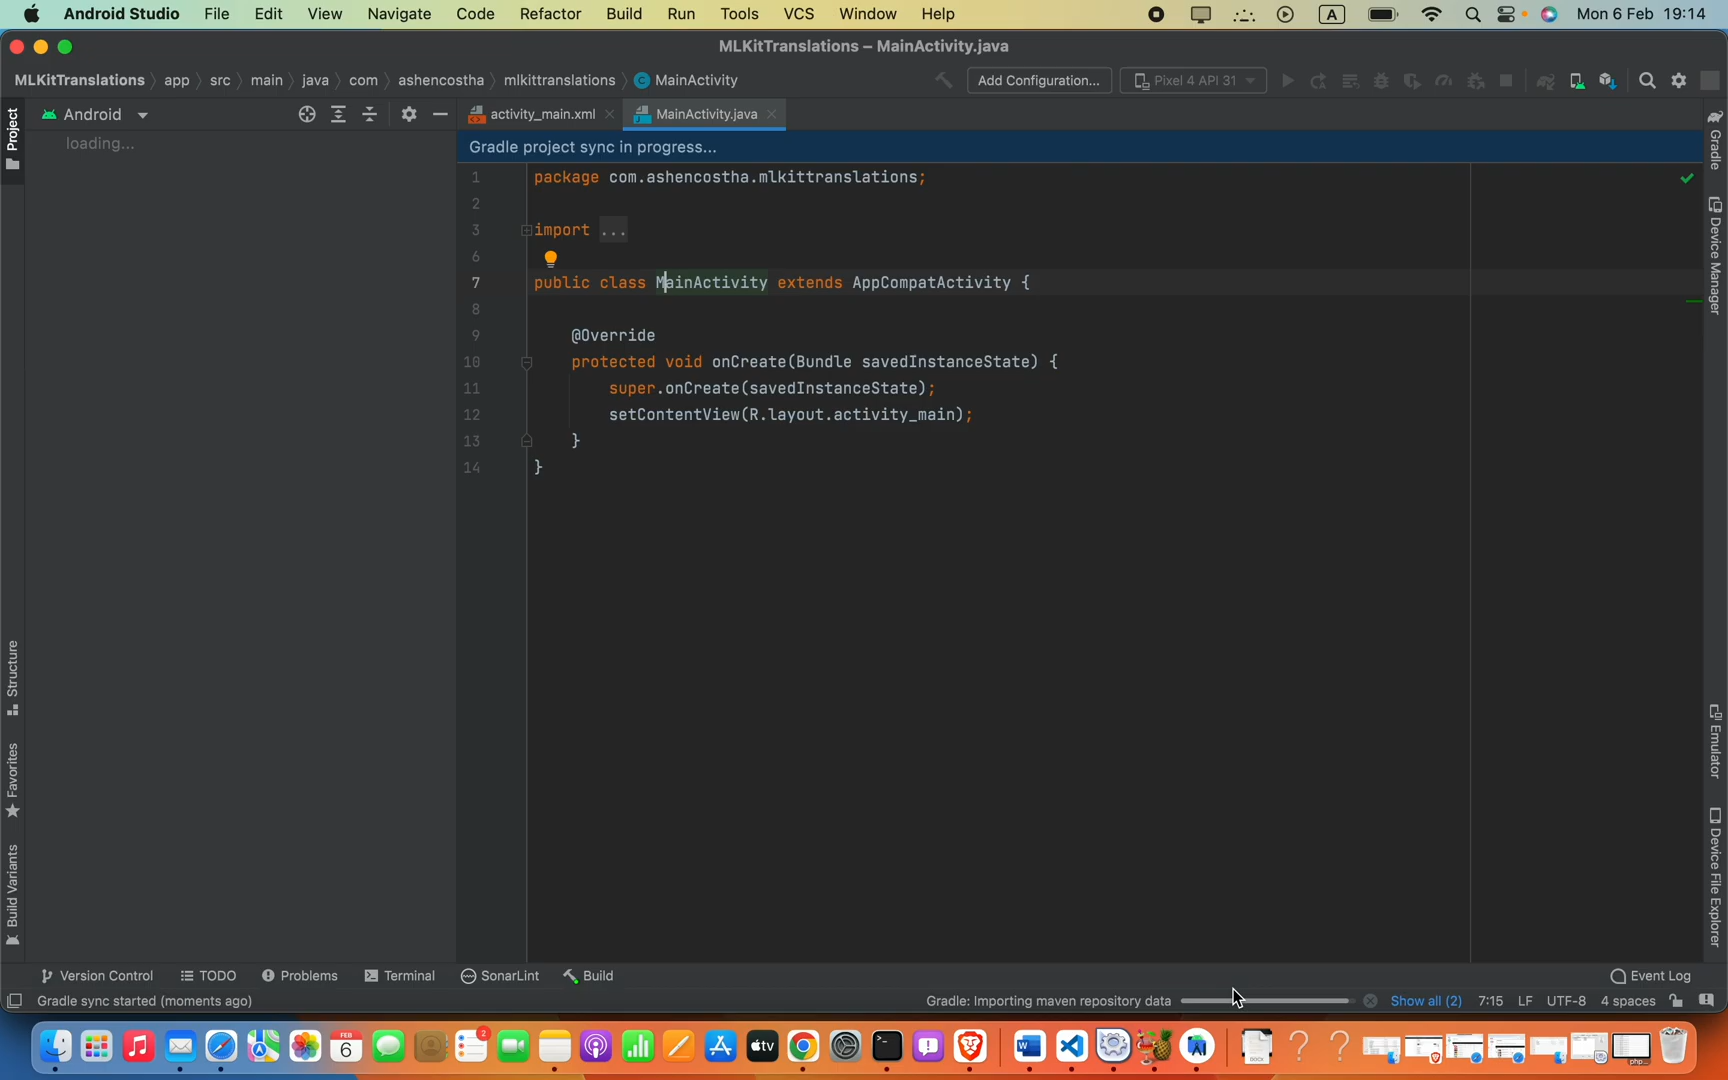 Android Studio File Edit View Navigate Code Refactor Build Run Tools VCS Window Help A Mon 6 Feb 19:14
MLKitTranslations – MainActivity.java
MLKitTranslations app src main java com ashencostha mlkittranslations C MainActivity Add Configuration... Pixel 4 API 31
Project
Android
activity_main.xml
MainActivity.java
Gradle
loading...
Gradle project sync in progress...
1 package com.ashencostha.mlkittranslations;
2
3 import ...
6
7 public class MainActivity extends AppCompatActivity {
8
9 @Override
10 protected void onCreate(Bundle savedInstanceState) {
11 super.onCreate(savedInstanceState);
12 setContentView(R.layout.activity_main);
13 }
14 }
Device Manager
Structure
Favorites
Build Variants
Emulator
Device File Explorer
Version Control TODO Problems Terminal SonarLint Build Event Log
Gradle sync started (moments ago) Gradle: Importing maven repository data Show all (2) 7:15 LF UTF-8 4 spaces
FEB
6
2
tv
W
DOCX
? ?
php...